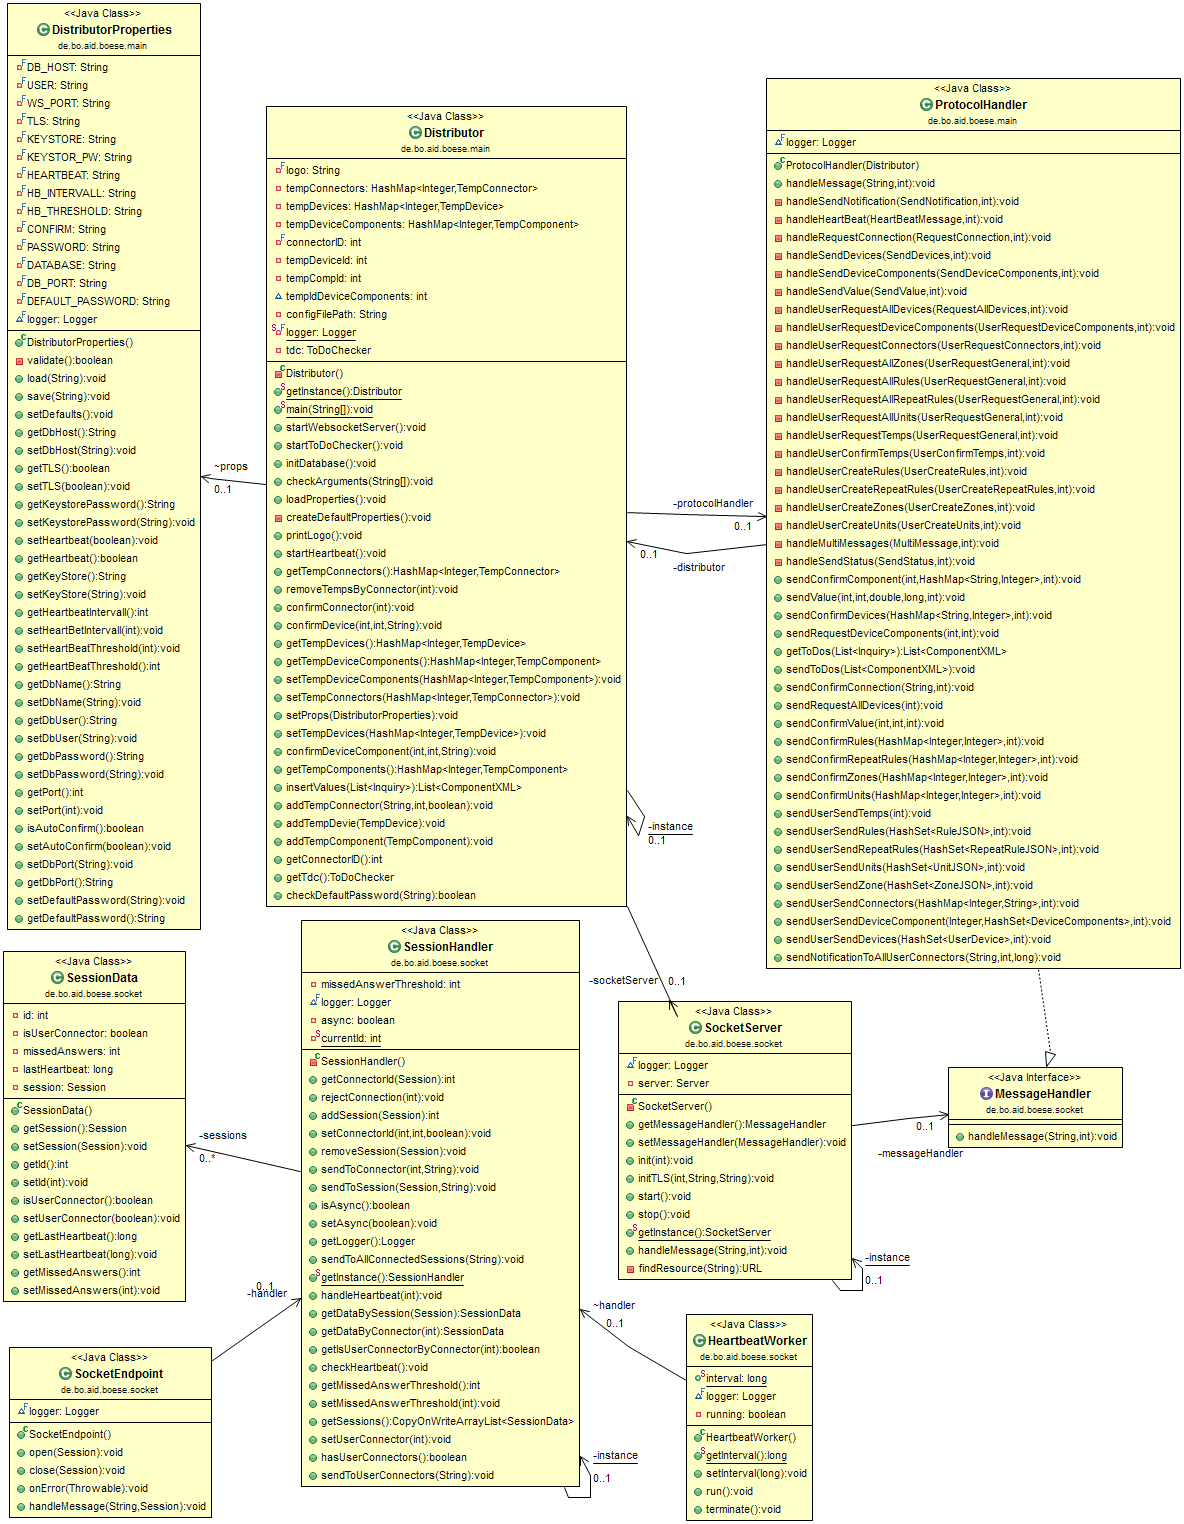 <<Java Class>>
DistributorProperties
de.bo.aid.boese.main
DB_HOST: String
USER: String
WS_PORT: String
TLS: String
KEYSTORE: String
KEYSTOR_PW: String
HEARTBEAT: String
HB_INTERVALL: String
HB_THRESHOLD: String
CONFIRM: String
PASSWORD: String
DATABASE: String
DB_PORT: String
DEFAULT_PASSWORD: String
logger: Logger
DistributorProperties()
validate():boolean
load(String):void
save(String):void
setDefaults():void
getDbHost():String
setDbHost(String):void
getTLS():boolean
setTLS(boolean):void
getKeystorePassword():String
setKeystorePassword(String):void
setHeartbeat(boolean):void
getHeartbeat():boolean
getKeyStore():String
setKeyStore(String):void
getHeartbeatIntervall():int
setHeartBetIntervall(int):void
setHeartBeatThreshold(int):void
getHeartBeatThreshold():int
getDbName():String
setDbName(String):void
getDbUser():String
setDbUser(String):void
getDbPassword():String
setDbPassword(String):void
getPort():int
setPort(int):void
isAutoConfirm():boolean
setAutoConfirm(boolean):void
setDbPort(String):void
getDbPort():String
setDefaultPassword(String):void
getDefaultPassword():String
~props
0..1
<<Java Class>>
Distributor
de.bo.aid.boese.main
logo: String
tempConnectors: HashMap<Integer,TempConnector>
tempDevices: HashMap<Integer,TempDevice>
tempDeviceComponents: HashMap<Integer,TempComponent>
connectorID: int
tempDeviceId: int
tempCompId: int
tempIdDeviceComponents: int
configFilePath: String
logger: Logger
tdc: ToDoChecker
Distributor()
getInstance():Distributor
main(String[]):void
startWebsocketServer():void
startToDoChecker():void
initDatabase():void
checkArguments(String[]):void
loadProperties():void
createDefaultProperties():void
printLogo():void
startHeartbeat():void
getTempConnectors():HashMap<Integer,TempConnector>
removeTempsByConnector(int):void
confirmConnector(int):void
confirmDevice(int,int,String):void
getTempDevices():HashMap<Integer,TempDevice>
getTempDeviceComponents():HashMap<Integer,TempComponent>
setTempDeviceComponents(HashMap<Integer,TempComponent>):void
setTempConnectors(HashMap<Integer,TempConnector>):void
setProps(DistributorProperties):void
setTempDevices(HashMap<Integer,TempDevice>):void
confirmDeviceComponent(int,int,String):void
getTempComponents():HashMap<Integer,TempComponent>
insertValues(List<Inquiry>):List<ComponentXML>
addTempConnector(String,int,boolean):void
addTempDevie(TempDevice):void
addTempComponent(TempComponent):void
getConnectorID():int
getTdc():ToDoChecker
checkDefaultPassword(String):boolean
-protocolHandler
0..1
0..1
-distributor
-instance
0..1
-socketServer
0..1
<<Java Class>>
ProtocolHandler
de.bo.aid.boese.main
logger: Logger
ProtocolHandler(Distributor)
handleMessage(String,int):void
handleSendNotification(SendNotification,int):void
handleHeartBeat(HeartBeatMessage,int):void
handleRequestConnection(RequestConnection,int):void
handleSendDevices(SendDevices,int):void
handleSendDeviceComponents(SendDeviceComponents,int):void
handleSendValue(SendValue,int):void
handleUserRequestAllDevices(RequestAllDevices,int):void
handleUserRequestDeviceComponents(UserRequestDeviceComponents,int):void
handleUserRequestConnectors(UserRequestConnectors,int):void
handleUserRequestAllZones(UserRequestGeneral,int):void
handleUserRequestAllRules(UserRequestGeneral,int):void
handleUserRequestAllRepeatRules(UserRequestGeneral,int):void
handleUserRequestAllUnits(UserRequestGeneral,int):void
handleUserRequestTemps(UserRequestGeneral,int):void
handleUserConfirmTemps(UserConfirmTemps,int):void
handleUserCreateRules(UserCreateRules,int):void
handleUserCreateRepeatRules(UserCreateRepeatRules,int):void
handleUserCreateZones(UserCreateZones,int):void
handleUserCreateUnits(UserCreateUnits,int):void
handleMultiMessages(MultiMessage,int):void
handleSendStatus(SendStatus,int):void
sendConfirmComponent(int,HashMap<String,Integer>,int):void
sendValue(int,int,double,long,int):void
sendConfirmDevices(HashMap<String,Integer>,int):void
sendRequestDeviceComponents(int,int):void
getToDos(List<Inquiry>):List<ComponentXML>
sendToDos(List<ComponentXML>):void
sendConfirmConnection(String,int):void
sendRequestAllDevices(int):void
sendConfirmValue(int,int,int):void
sendConfirmRules(HashMap<Integer,Integer>,int):void
sendConfirmRepeatRules(HashMap<Integer,Integer>,int):void
sendConfirmZones(HashMap<Integer,Integer>,int):void
sendConfirmUnits(HashMap<Integer,Integer>,int):void
sendUserSendTemps(int):void
sendUserSendRules(HashSet<RuleJSON>,int):void
sendUserSendRepeatRules(HashSet<RepeatRuleJSON>,int):void
sendUserSendUnits(HashSet<UnitJSON>,int):void
sendUserSendZone(HashSet<ZoneJSON>,int):void
sendUserSendConnectors(HashMap<Integer,String>,int):void
sendUserSendDeviceComponent(Integer,HashSet<DeviceComponents>,int):void
sendUserSendDevices(HashSet<UserDevice>,int):void
sendNotificationToAllUserConnectors(String,int,long):void
<<Java Class>>
SessionData
de.bo.aid.boese.socket
id: int
isUserConnector: boolean
missedAnswers: int
lastHeartbeat: long
session: Session
SessionData()
getSession():Session
setSession(Session):void
getId():int
setId(int):void
isUserConnector():boolean
setUserConnector(boolean):void
getLastHeartbeat():long
setLastHeartbeat(long):void
getMissedAnswers():int
setMissedAnswers(int):void
-sessions
0..*
0..1
-handler
<<Java Class>>
SessionHandler
de.bo.aid.boese.socket
missedAnswerThreshold: int
logger: Logger
async: boolean
currentId: int
SessionHandler()
getConnectorId(Session):int
rejectConnection(int):void
addSession(Session):int
setConnectorId(int,int,boolean):void
removeSession(Session):void
sendToConnector(int,String):void
sendToSession(Session,String):void
isAsync():boolean
setAsync(boolean):void
getLogger():Logger
sendToAllConnectedSessions(String):void
getInstance():SessionHandler
handleHeartbeat(int):void
getDataBySession(Session):SessionData
getDataByConnector(int):SessionData
getIsUserConnectorByConnector(int):boolean
checkHeartbeat():void
getMissedAnswerThreshold():int
setMissedAnswerThreshold(int):void
getSessions():CopyOnWriteArrayList<SessionData>
setUserConnector(int):void
hasUserConnectors():boolean
sendToUserConnectors(String):void
-instance
0..1
<<Java Class>>
SocketServer
de.bo.aid.boese.socket
logger: Logger
server: Server
SocketServer()
getMessageHandler():MessageHandler
setMessageHandler(MessageHandler):void
init(int):void
initTLS(int,String,String):void
start():void
stop():void
getInstance():SocketServer
handleMessage(String,int):void
findResource(String):URL
-instance
0..1
0..1
-messageHandler
<<Java Interface>>
MessageHandler
de.bo.aid.boese.socket
handleMessage(String,int):void
<<Java Class>>
SocketEndpoint
de.bo.aid.boese.socket
logger: Logger
SocketEndpoint()
open(Session):void
close(Session):void
onError(Throwable):void
handleMessage(String,Session):void
~handler
0..1
<<Java Class>>
HeartbeatWorker
de.bo.aid.boese.socket
interval: long
logger: Logger
running: boolean
HeartbeatWorker()
getInterval():long
setInterval(long):void
run():void
terminate():void